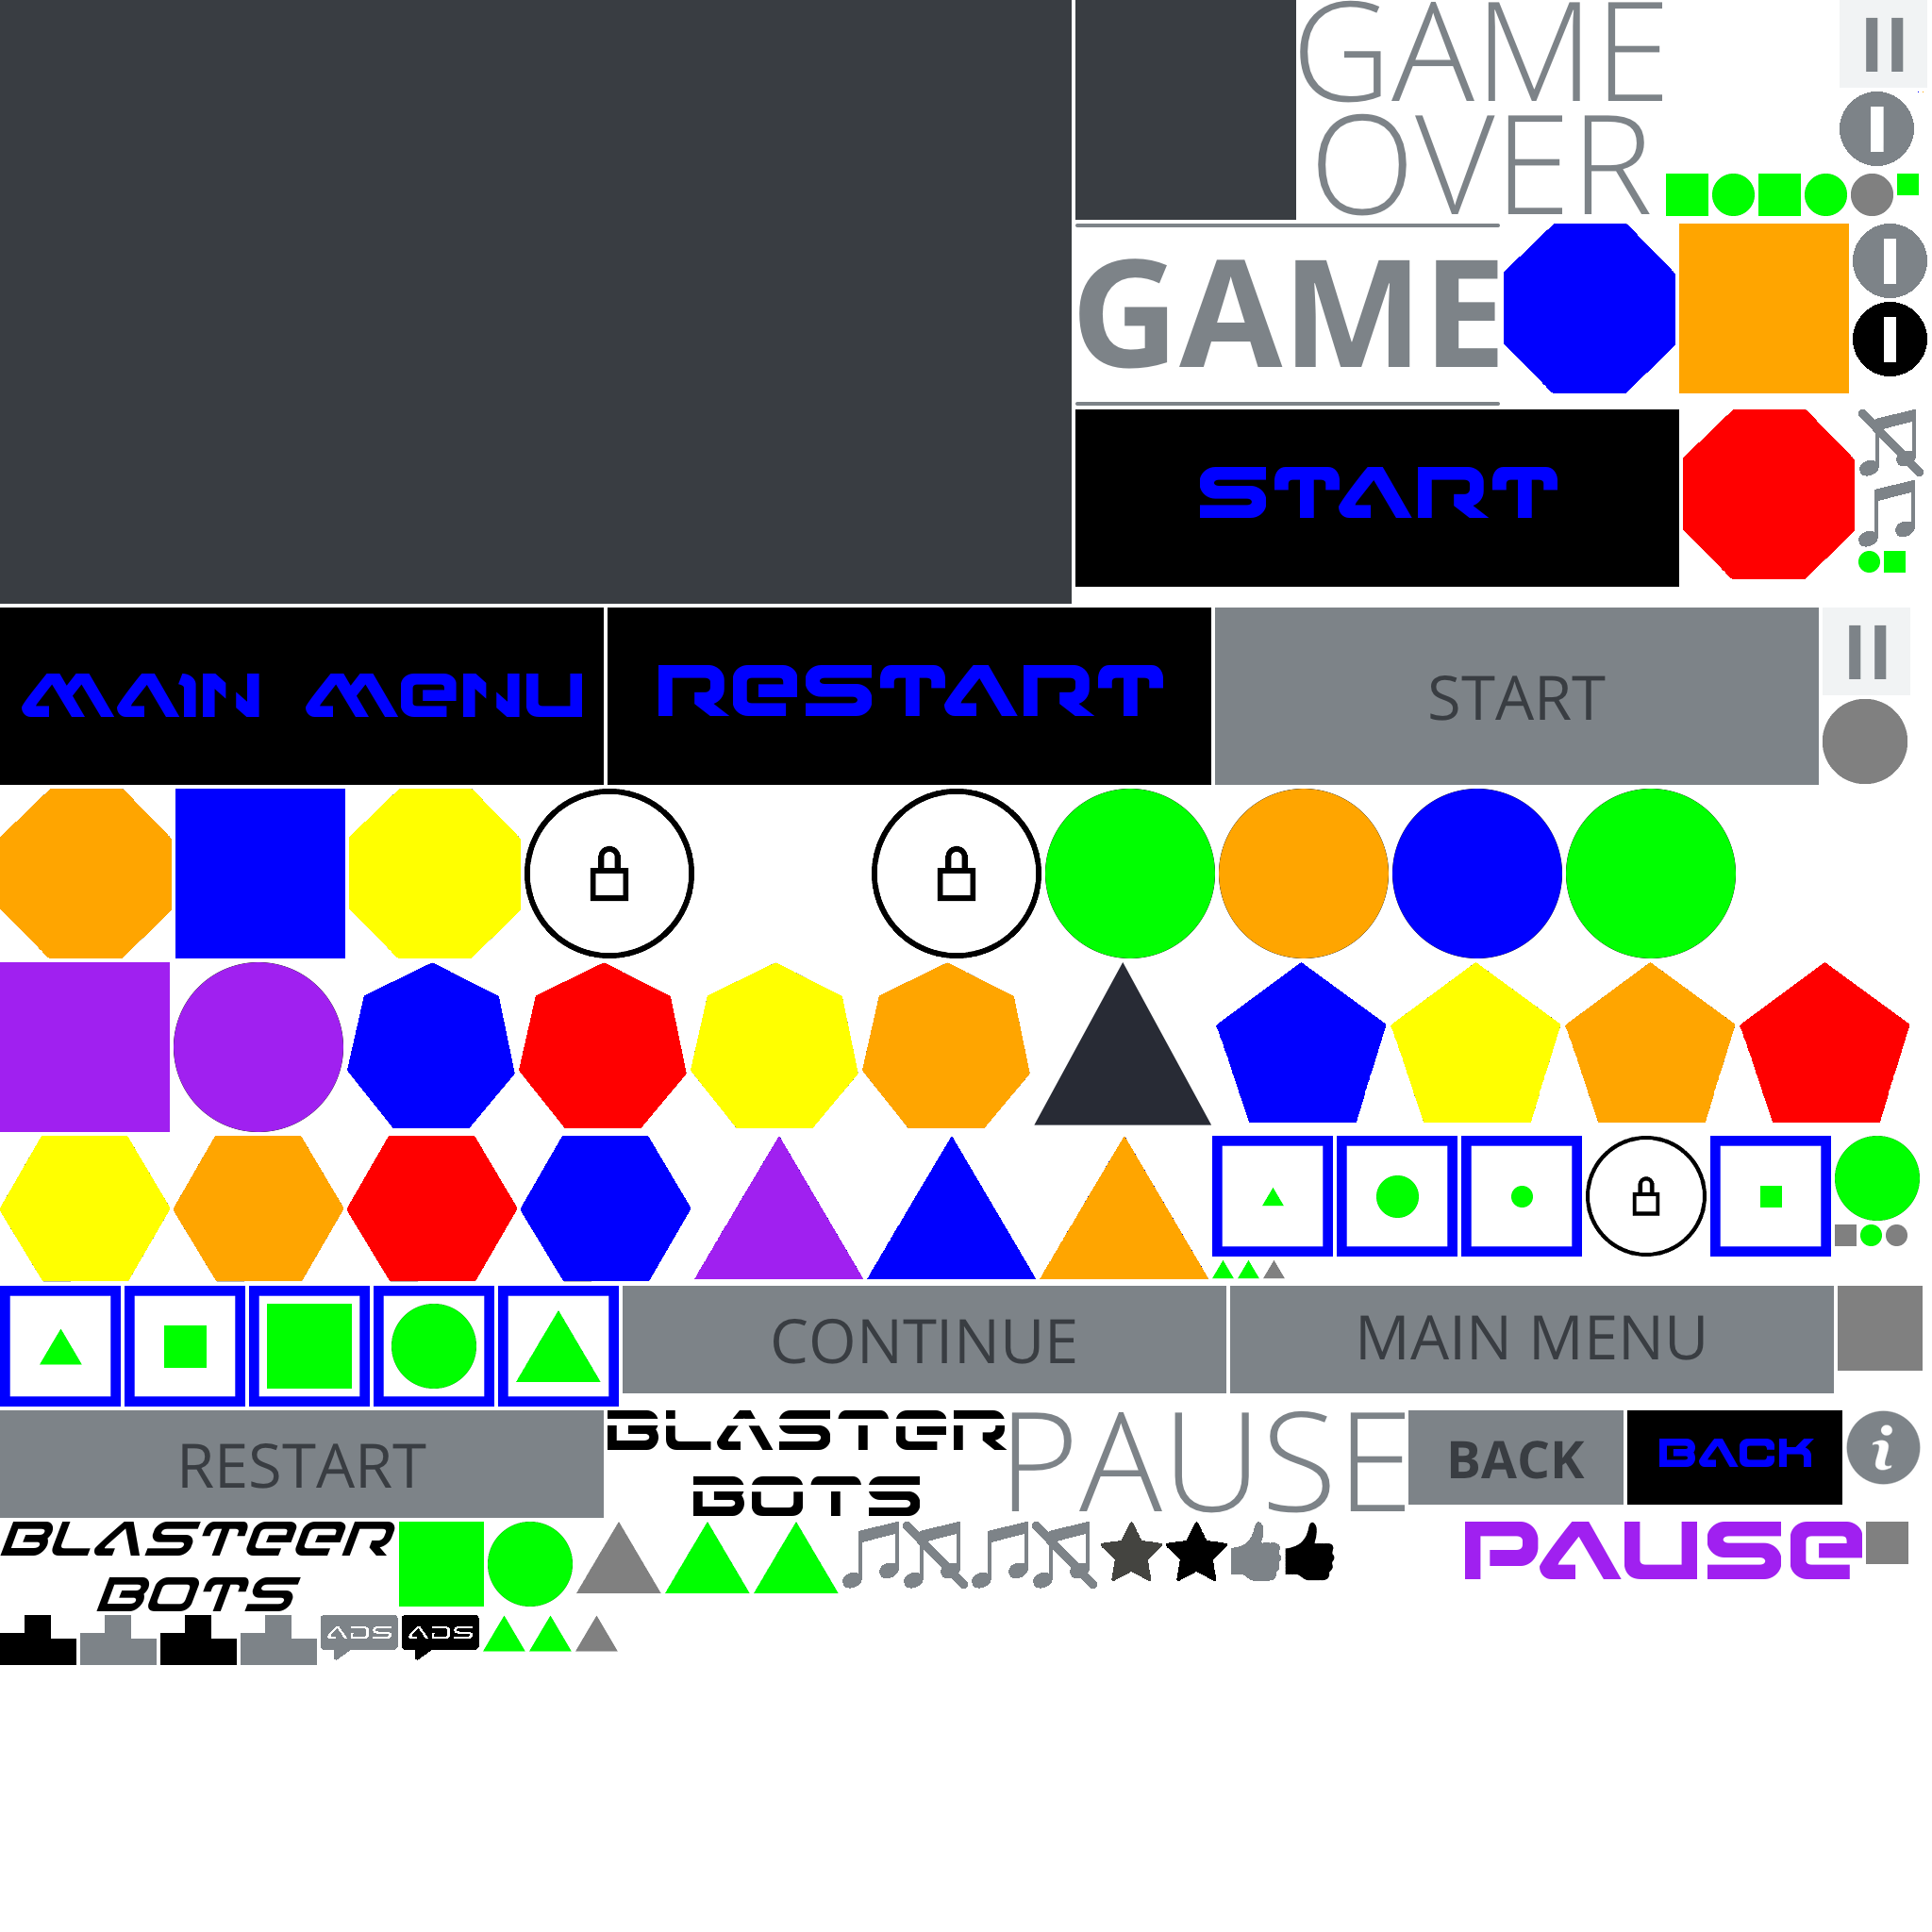 GAME
OVER
GAME
START
MAIN MENU
RESTART
START
CONTINUE
MAIN MENU
RESTART
BLASTER
BOTS
PAUSE
BACK
BACK
i
BLASTEER
BOTS
PAUSE
ADS
ADS